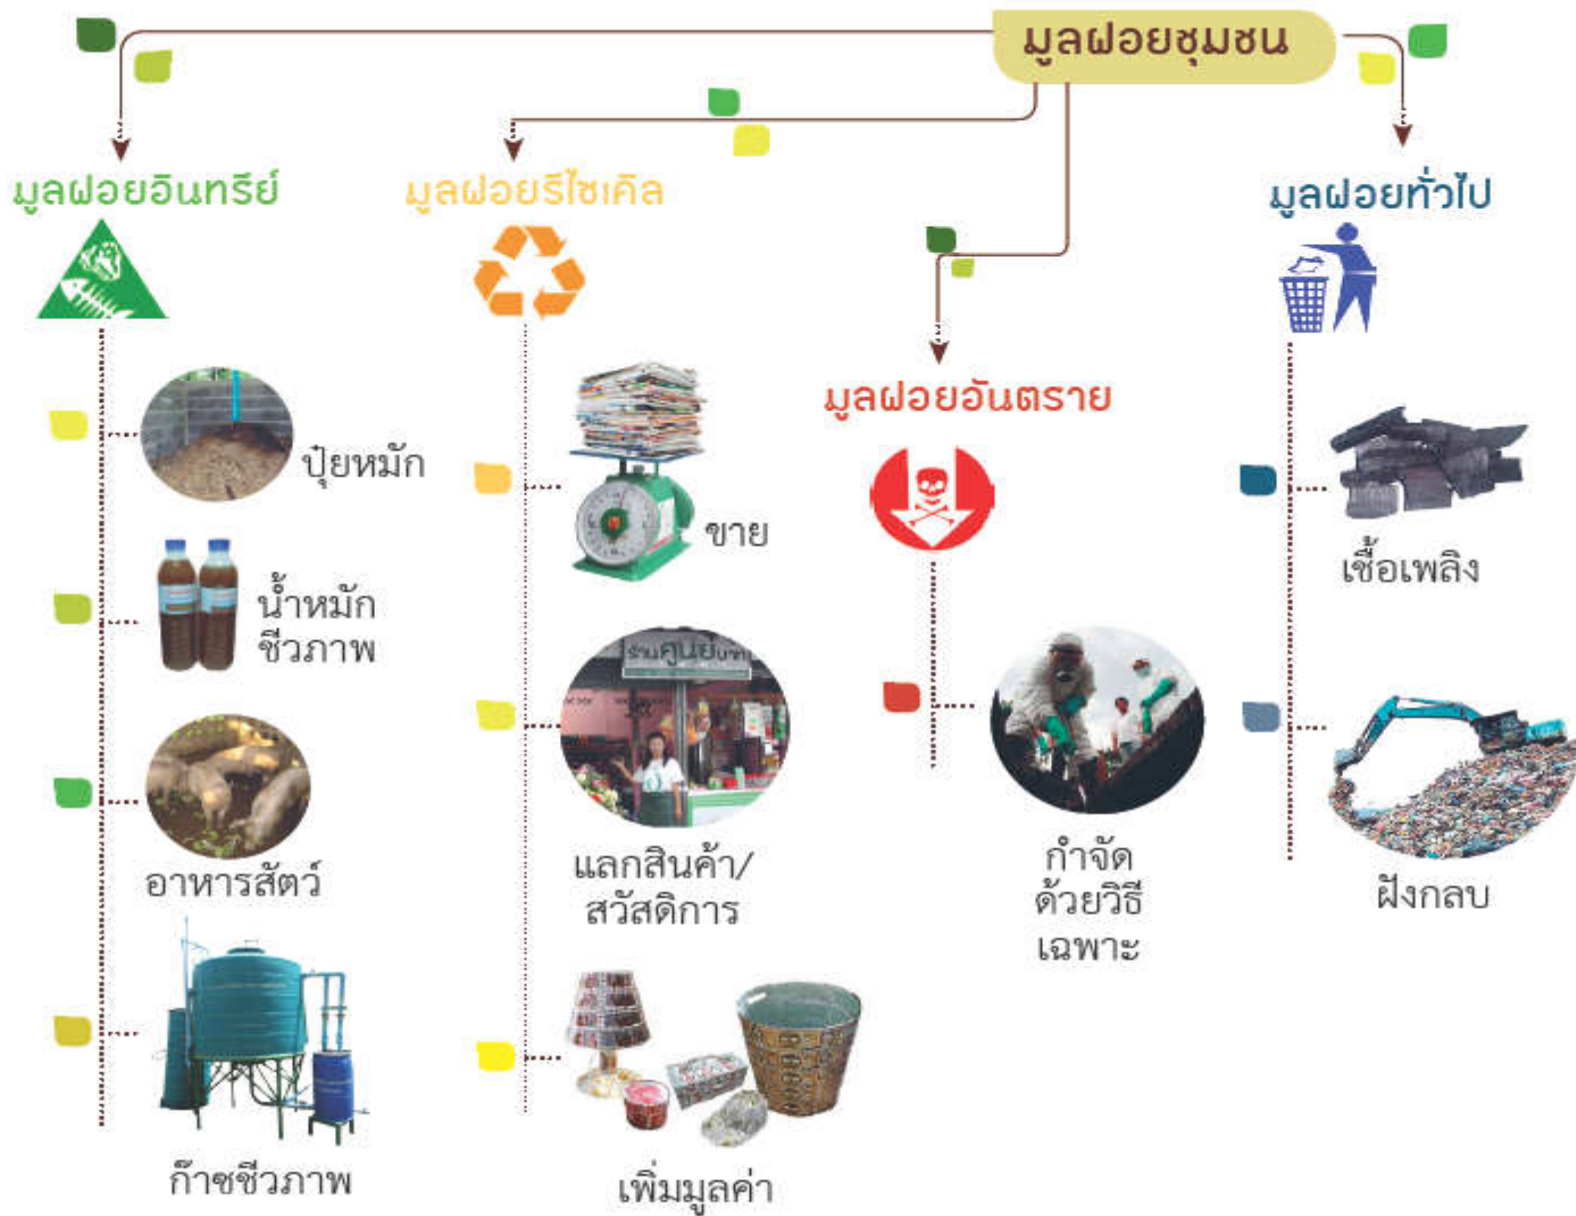 มูลฝอยชุมชน
มูลฝอยอินทรีย์
ปุ๋ยหมัก
น้ำหมัก
ชีวภาพ
อาหารสัตว์
ก๊าซชีวภาพ
มูลฝอยรีไซเคิล
ขาย
ร้านศูนย์บาท
แลกสินค้า/
สวัสดิการ
เพิ่มมูลค่า
มูลฝอยอันตราย
กำจัด
ด้วยวิธี
เฉพาะ
มูลฝอยทั่วไป
เชื้อเพลิง
ฝังกลบ